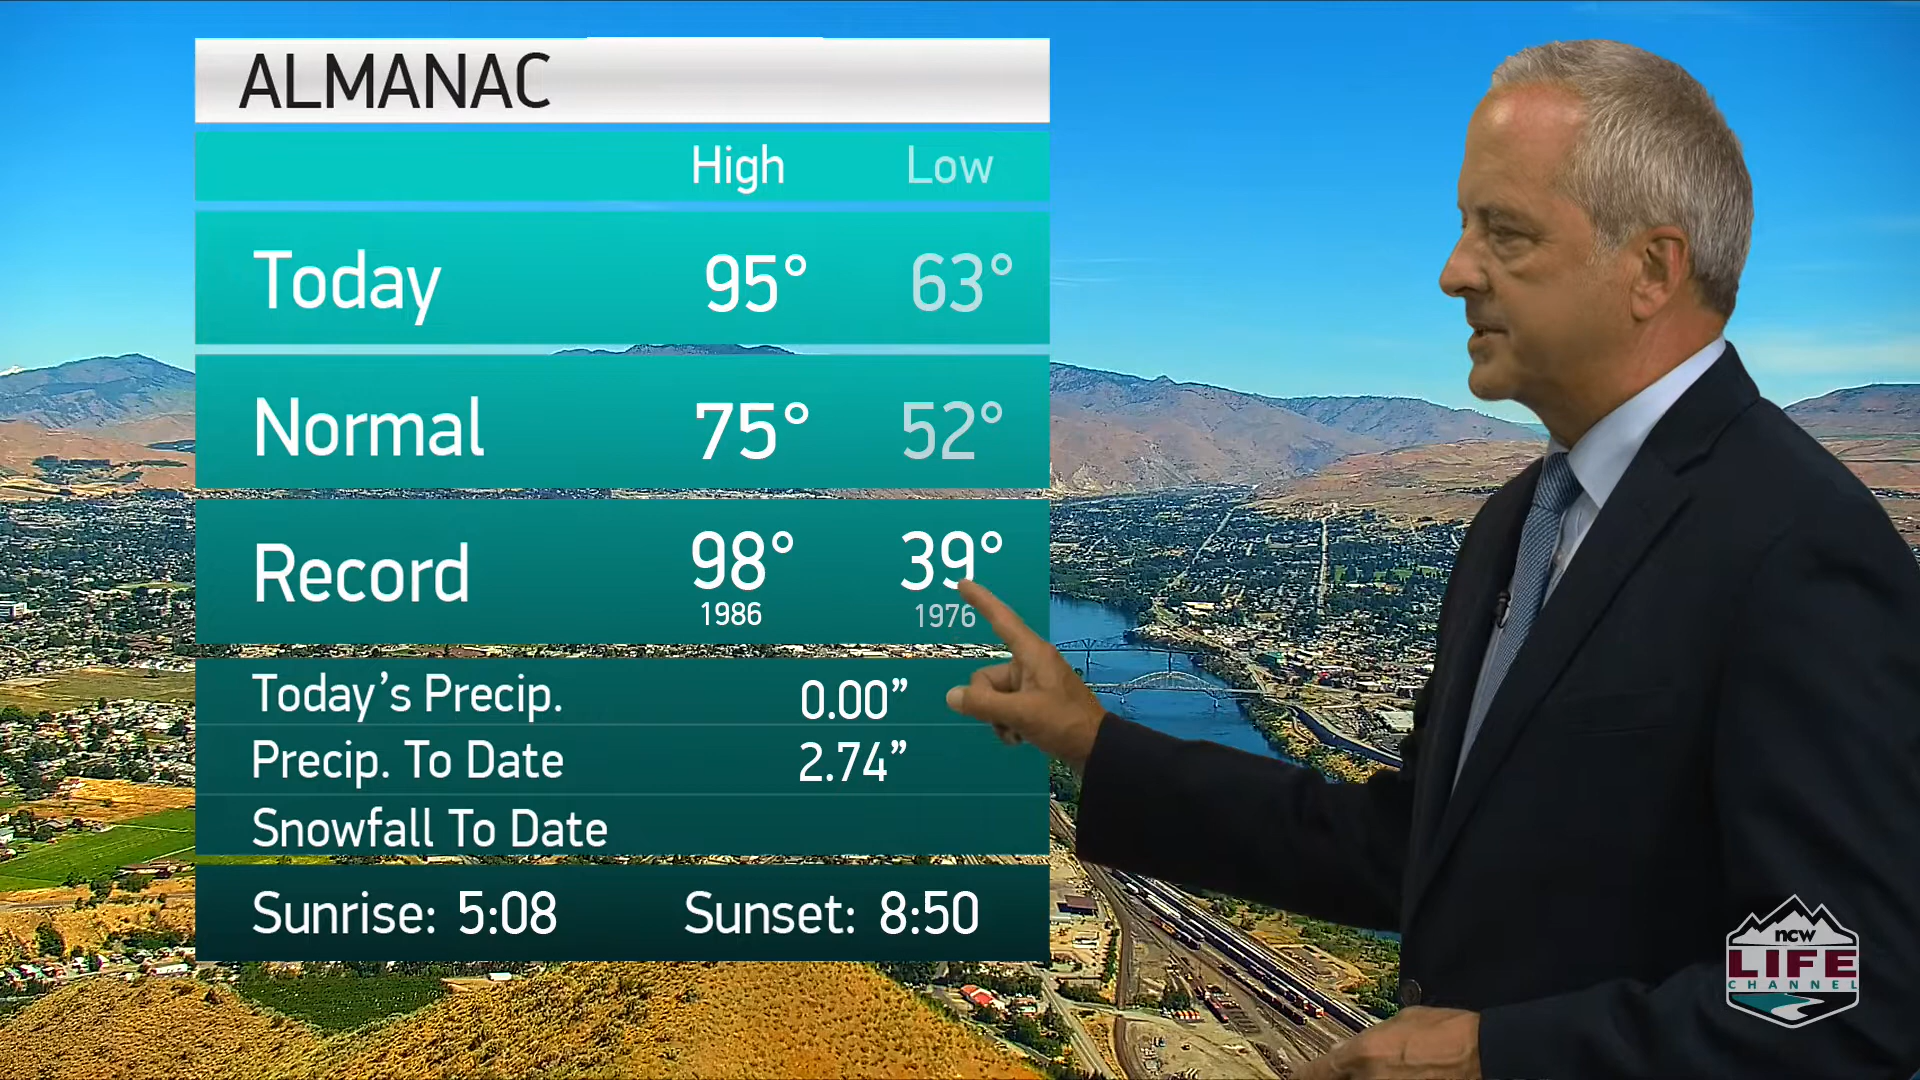 ALMANAC
High Low
Today 95° 63°
Normal 75° 52°
Record 98° 39°
1986 1976
Today’s Precip. 0.00”
Precip. To Date 2.74”
Snowfall To Date
Sunrise: 5:08 Sunset: 8:50
ncw
LIFE
CHANNEL